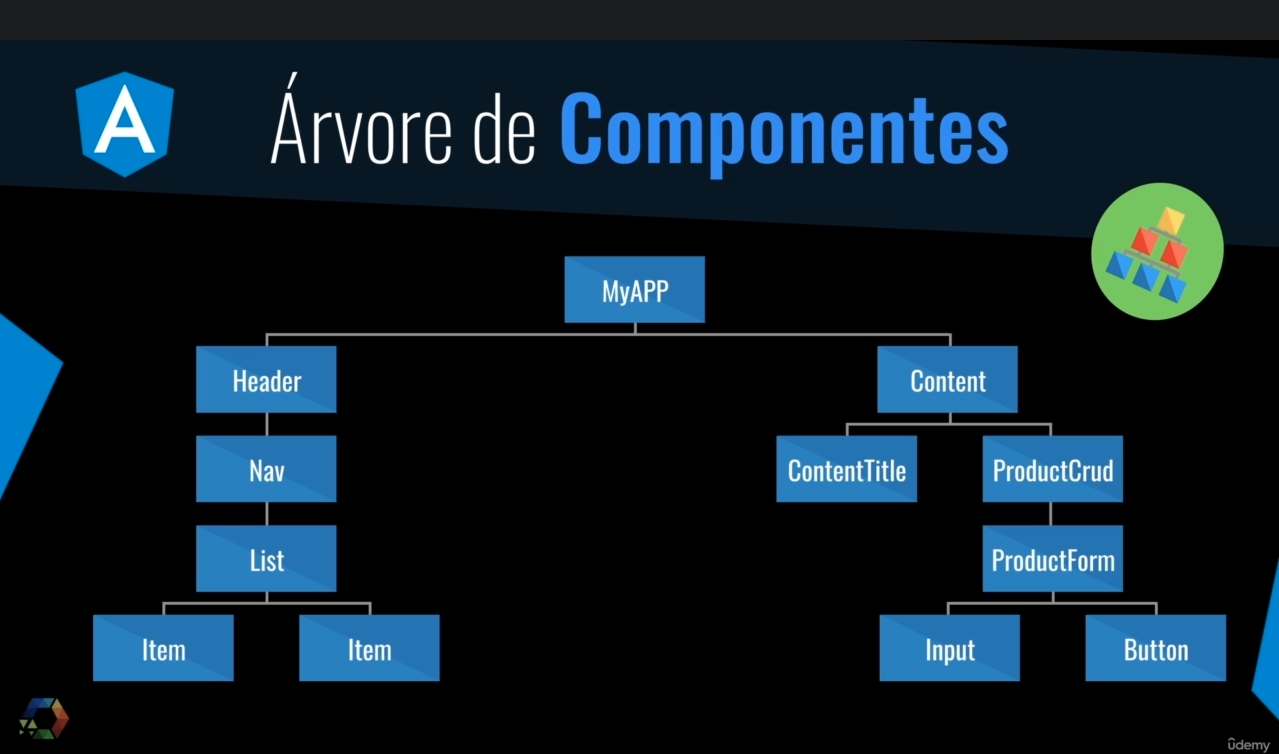 A
Árvore de Componentes
MyAPP
Header
Content
Nav
ContentTitle
ProductCrud
List
ProductForm
Item
Item
Input
Button
ûdemy